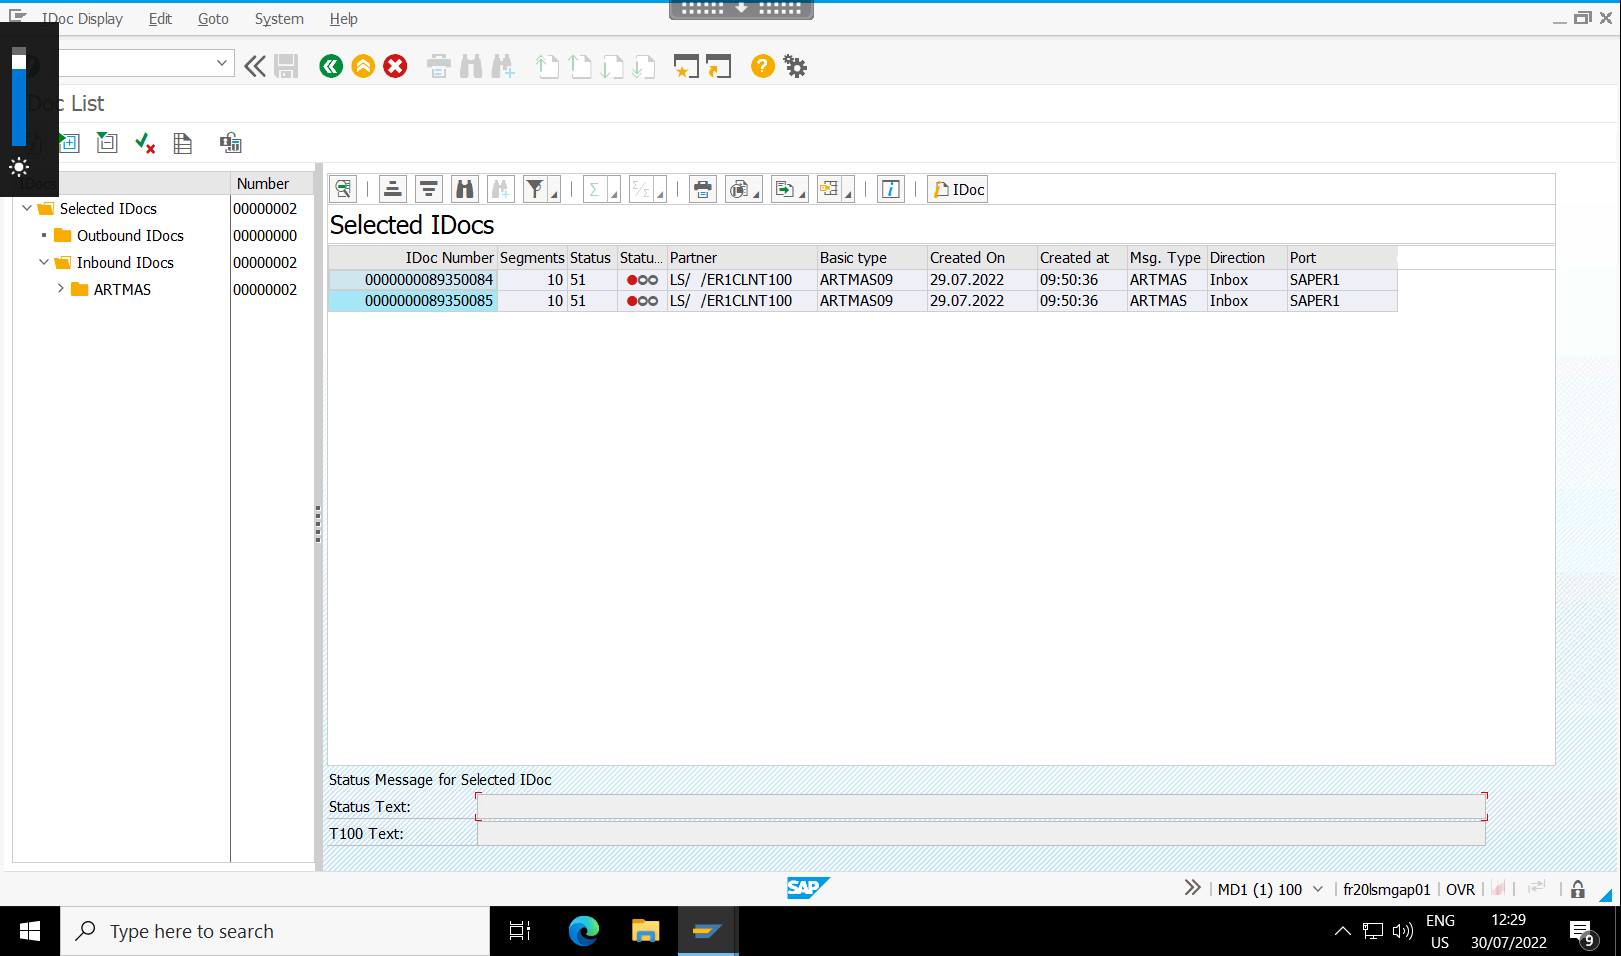 IDoc Display Edit Goto System Help
Doc List
IDocs Number
Selected IDocs 00000002
Outbound IDocs 00000000
Inbound IDocs 00000002
ARTMAS 00000002
IDoc
Selected IDocs
IDoc Number Segments Status Statu... Partner Basic type Created On Created at Msg. Type Direction Port
0000000089350084 10 51 LS/ /ER1CLNT100 ARTMAS09 29.07.2022 09:50:36 ARTMAS Inbox SAPER1
0000000089350085 10 51 LS/ /ER1CLNT100 ARTMAS09 29.07.2022 09:50:36 ARTMAS Inbox SAPER1
Status Message for Selected IDoc
Status Text:
T100 Text:
SAP
MD1 (1) 100 fr20lsmgap01 OVR
Type here to search
ENG
US
12:29
30/07/2022
9